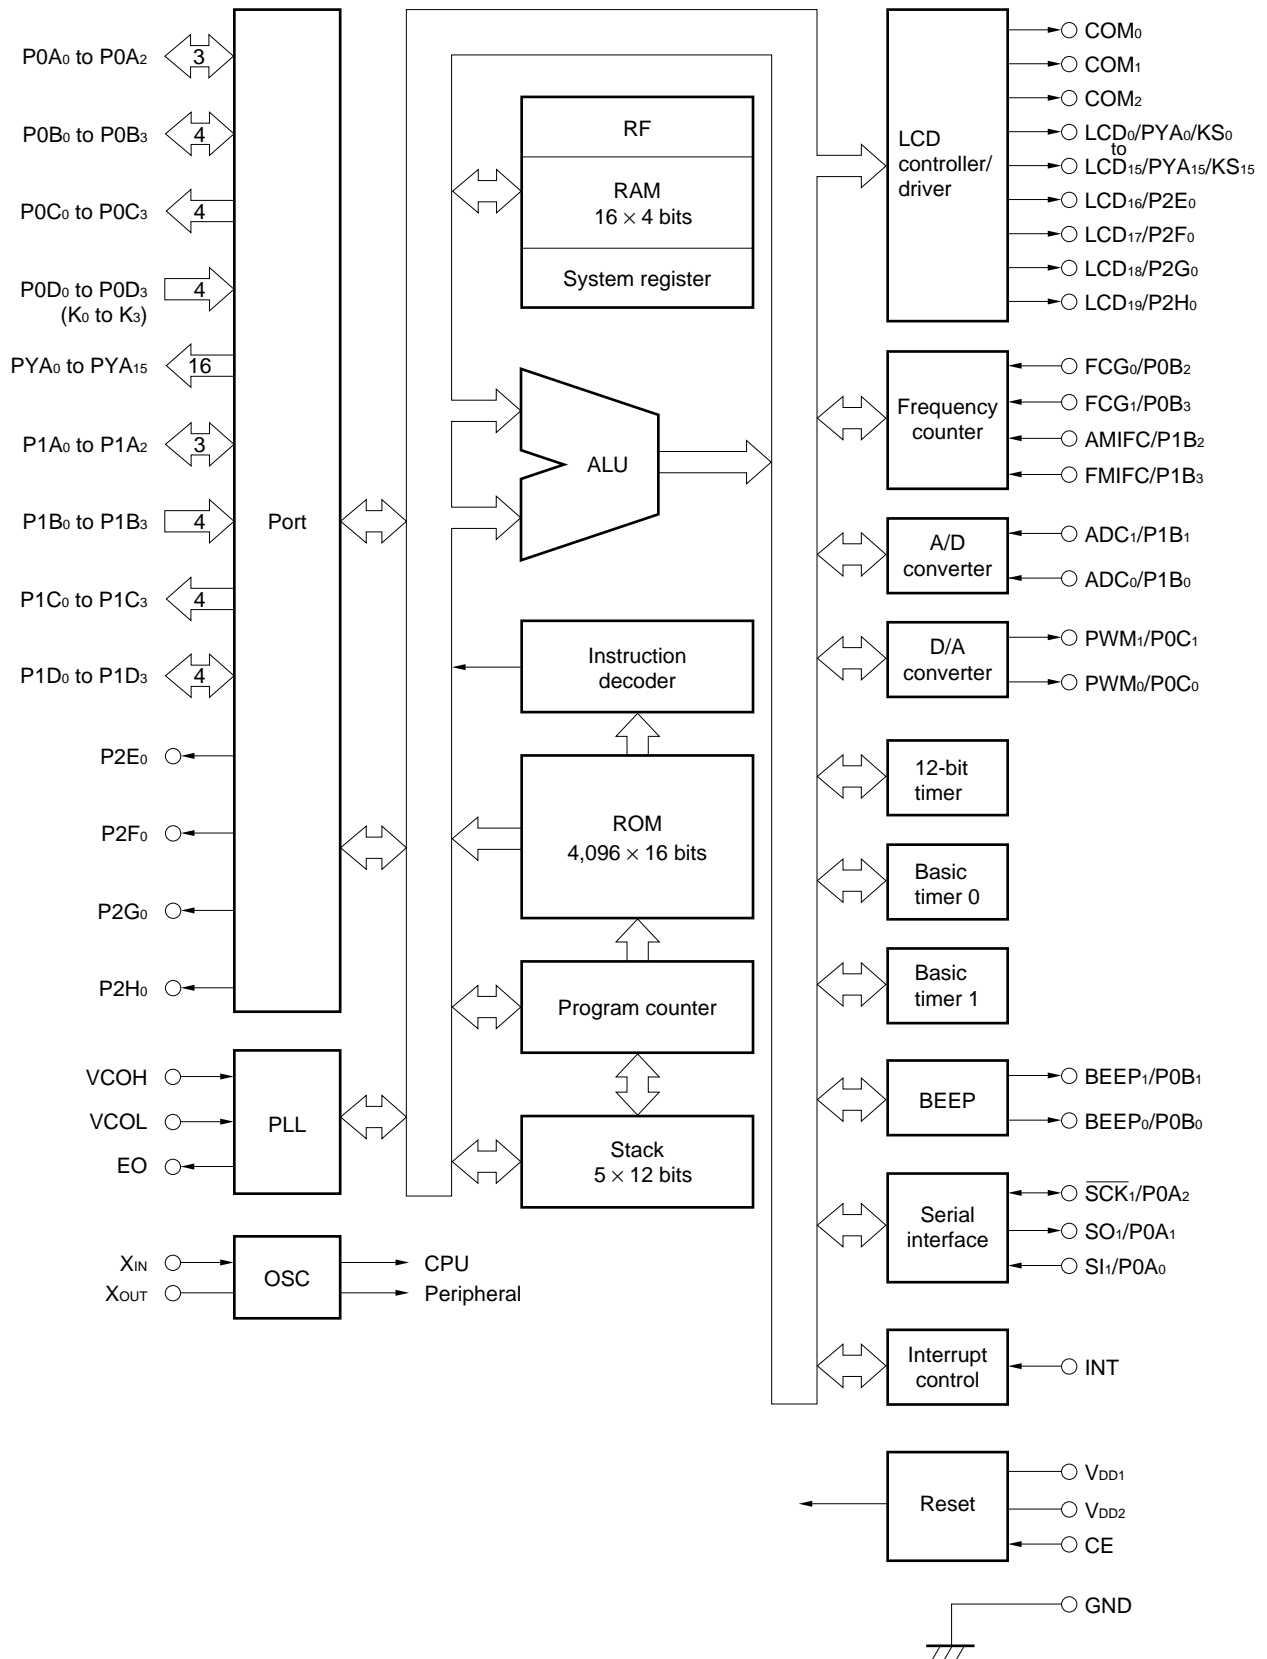 P0A₀ to P0A₂
3
P0B₀ to P0B₃
4
P0C₀ to P0C₃
4
P0D₀ to P0D₃
(K₀ to K₃)
4
PYA₀ to PYA₁₅
16
P1A₀ to P1A₂
3
P1B₀ to P1B₃
4
P1C₀ to P1C₃
4
P1D₀ to P1D₃
4
P2E₀
P2F₀
P2G₀
P2H₀
Port
VCOH
VCOL
EO
PLL
X_IN
X_OUT
OSC
CPU
Peripheral
RF
RAM
16 × 4 bits
System register
ALU
Instruction
decoder
ROM
4,096 × 16 bits
Program counter
Stack
5 × 12 bits
LCD
controller/
driver
COM₀
COM₁
COM₂
LCD₀/PYA₀/KS₀
to
LCD₁₅/PYA₁₅/KS₁₅
LCD₁₆/P2E₀
LCD₁₇/P2F₀
LCD₁₈/P2G₀
LCD₁₉/P2H₀
Frequency
counter
FCG₀/P0B₂
FCG₁/P0B₃
AMIFC/P1B₂
FMIFC/P1B₃
A/D
converter
ADC₁/P1B₁
ADC₀/P1B₀
D/A
converter
PWM₁/P0C₁
PWM₀/P0C₀
12-bit
timer
Basic
timer 0
Basic
timer 1
BEEP
BEEP₁/P0B₁
BEEP₀/P0B₀
Serial
interface
S̅C̅K̅₁/P0A₂
SO₁/P0A₁
SI₁/P0A₀
Interrupt
control
INT
Reset
V_DD1
V_DD2
CE
GND